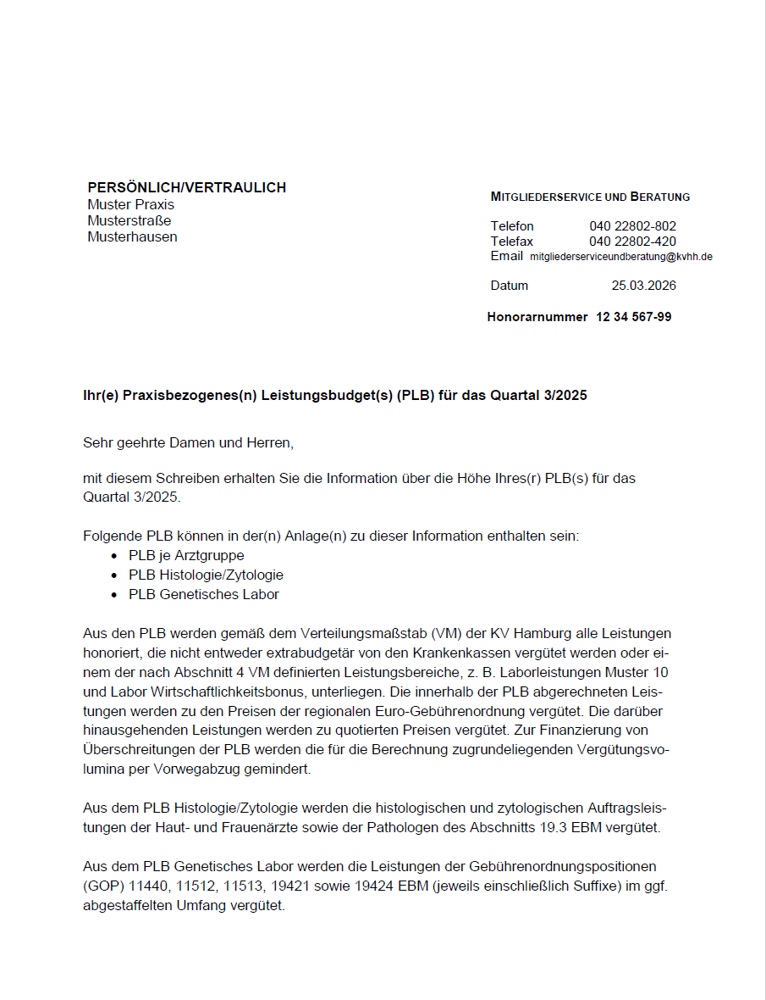 PERSÖNLICH/VERTRAULICH
Muster Praxis
Musterstraße
Musterhausen
MITGLIEDERSERVICE UND BERATUNG
Telefon 040 22802-802
Telefax 040 22802-420
Email mitgliederserviceundberatung@kvhh.de
Datum 25.03.2026
Honorarnummer 12 34 567-99
Ihr(e) Praxisbezogenes(n) Leistungsbudget(s) (PLB) für das Quartal 3/2025
Sehr geehrte Damen und Herren,
mit diesem Schreiben erhalten Sie die Information über die Höhe Ihres(r) PLB(s) für das
Quartal 3/2025.
Folgende PLB können in der(n) Anlage(n) zu dieser Information enthalten sein:
• PLB je Arztgruppe
• PLB Histologie/Zytologie
• PLB Genetisches Labor
Aus den PLB werden gemäß dem Verteilungsmaßstab (VM) der KV Hamburg alle Leistungen
honoriert, die nicht entweder extrabudgetär von den Krankenkassen vergütet werden oder ei-
nem der nach Abschnitt 4 VM definierten Leistungsbereiche, z. B. Laborleistungen Muster 10
und Labor Wirtschaftlichkeitsbonus, unterliegen. Die innerhalb der PLB abgerechneten Leis-
tungen werden zu den Preisen der regionalen Euro-Gebührenordnung vergütet. Die darüber
hinausgehenden Leistungen werden zu quotierten Preisen vergütet. Zur Finanzierung von
Überschreitungen der PLB werden die für die Berechnung zugrundeliegenden Vergütungsvo-
lumina per Vorwegabzug gemindert.
Aus dem PLB Histologie/Zytologie werden die histologischen und zytologischen Auftragsleis-
tungen der Haut- und Frauenärzte sowie der Pathologen des Abschnitts 19.3 EBM vergütet.
Aus dem PLB Genetisches Labor werden die Leistungen der Gebührenordnungspositionen
(GOP) 11440, 11512, 11513, 19421 sowie 19424 EBM (jeweils einschließlich Suffixe) im ggf.
abgestaffelten Umfang vergütet.